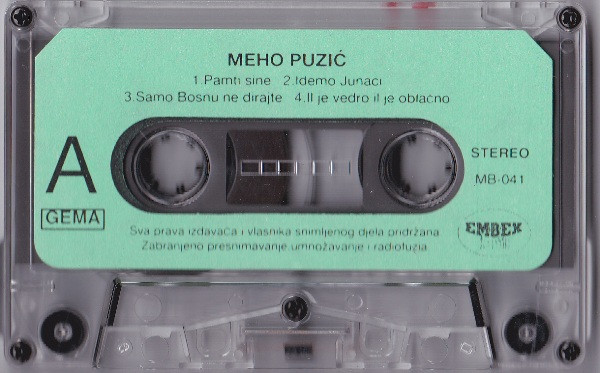 MEHO PUZIĆ
1.Pamti sine 2.Idemo Junaci
3.Samo Bosnu ne dirajte 4.Il je vedro il je oblačno
A
STEREO
MB-041
GEMA
EMBEX
Sva prava izdavača i vlasnika snimljenog djela pridržana
Zabranjeno presnimavanje,umnožavanje i radiofuzija